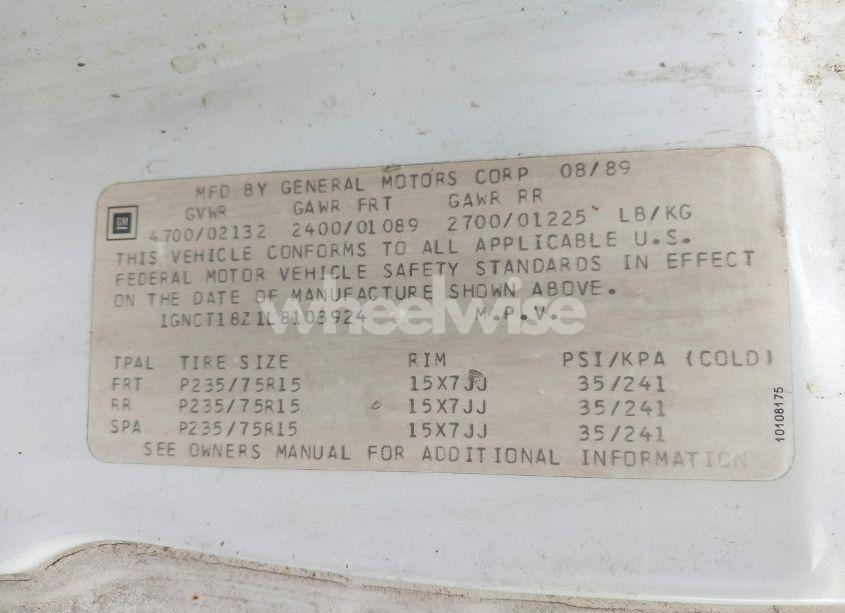 MFD BY GENERAL MOTORS CORP 08/89
GVWR GAWR FRT GAWR RR
GM 4700/02132 2400/01089 2700/01225 LB/KG
THIS VEHICLE CONFORMS TO ALL APPLICABLE U.S.
FEDERAL MOTOR VEHICLE SAFETY STANDARDS IN EFFECT
ON THE DATE OF MANUFACTURE SHOWN ABOVE.
wheelwise
1GNCT18Z1L8103924 M.P.V.
TPAL TIRE SIZE RIM PSI/KPA (COLD)
FRT P235/75R15 15X7JJ 35/241
RR P235/75R15 15X7JJ 35/241
SPA P235/75R15 15X7JJ 35/241
SEE OWNERS MANUAL FOR ADDITIONAL INFORMATION
10108175